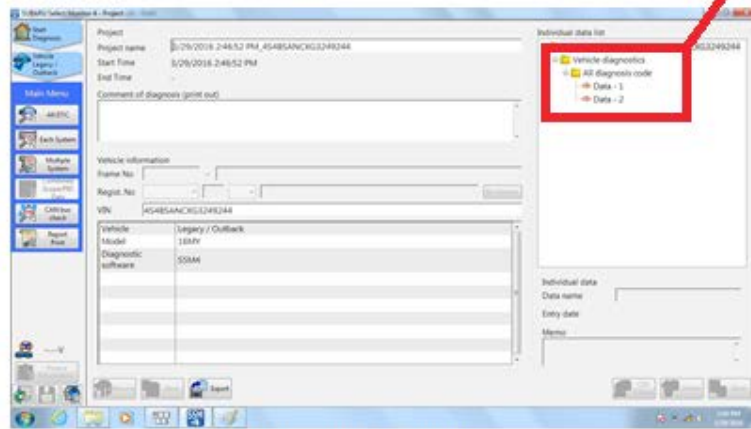 SUBARU Select Monitor 4 - Project
Start
Diagnosis
Vehicle
Legacy /
Outback
Main Menu
All DTC
Each System
Multiple
System
CAN bus
check
Report
Print
Project
Project name
3/29/2016 2:46:52 PM_4S4BSANCXG3249244
Start Time
3/29/2016 2:46:52 PM
End Time
-
Comment of diagnosis (print out)
Vehicle information
Frame No
-
Regist. No
-
-
VIN
4S4BSANCXG3249244
Vehicle
Legacy / Outback
Model
16MY
Diagnostic
software
SSM4
Export
Individual data list
XG3249244
Vehicle diagnostics
All diagnosis code
Data - 1
Data - 2
Individual data
Data name
Entry date
Memo
---V